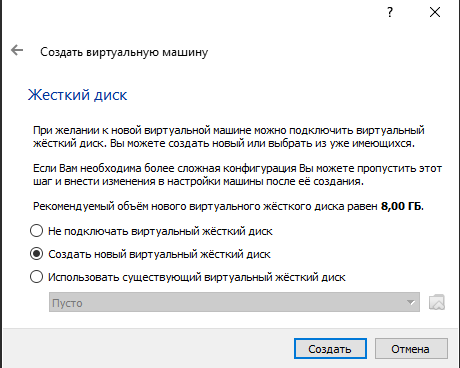 ?
Создать виртуальную машину
Жесткий диск
При желании к новой виртуальной машине можно подключить виртуальный
жёсткий диск. Вы можете создать новый или выбрать из уже имеющихся.
Если Вам необходима более сложная конфигурация Вы можете пропустить этот
шаг и внести изменения в настройки машины после её создания.
Рекомендуемый объём нового виртуального жёсткого диска равен 8,00 ГБ.
Не подключать виртуальный жёсткий диск
Создать новый виртуальный жёсткий диск
Использовать существующий виртуальный жёсткий диск
Пусто
Создать
Отмена